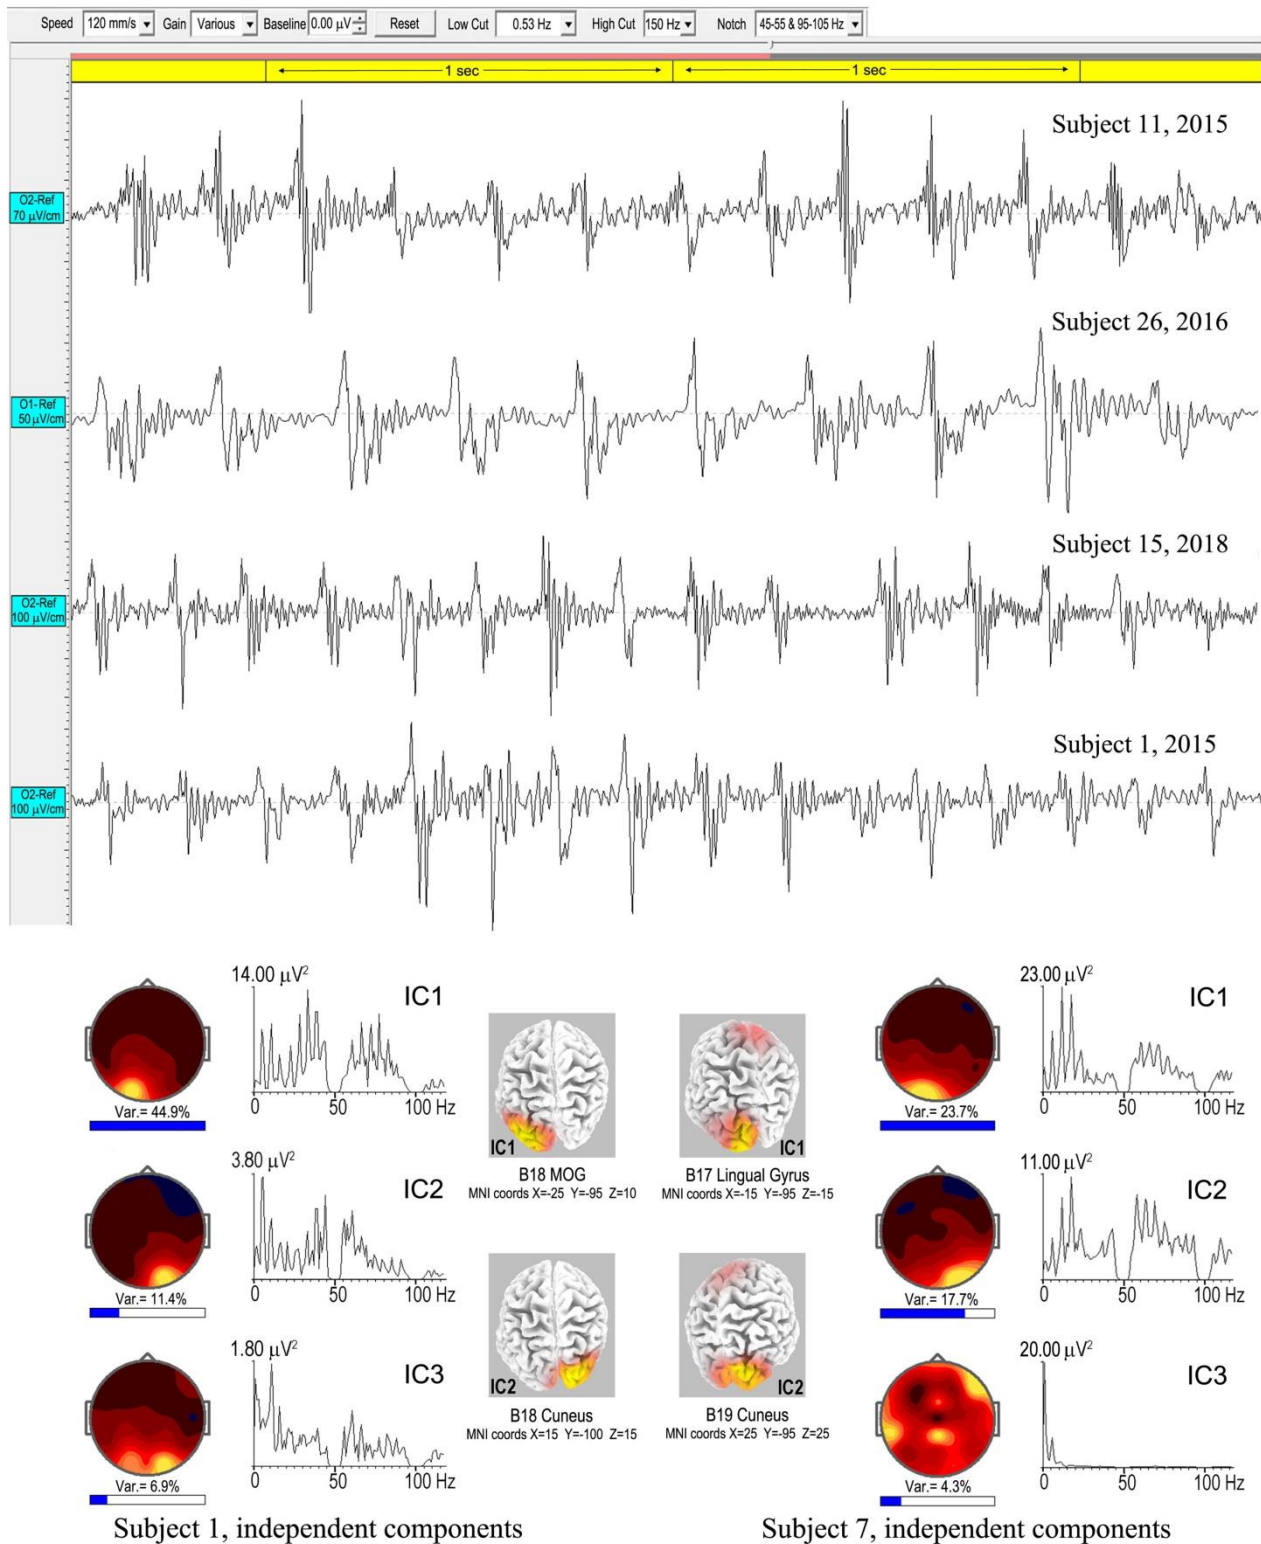 Speed 120 mm/s Gain Various Baseline 0.00 µV Reset Low Cut 0.53 Hz High Cut 150 Hz Notch 45-55 & 95-105 Hz
1 sec 1 sec
Subject 11, 2015
O2-Ref
70 µV/cm
Subject 26, 2016
O1-Ref
50 µV/cm
Subject 15, 2018
O2-Ref
100 µV/cm
Subject 1, 2015
O2-Ref
100 µV/cm
14.00 µV²
IC1
0 50 100 Hz
Var.= 44.9%
3.80 µV²
IC2
0 50 100 Hz
Var.= 11.4%
1.80 µV²
IC3
0 50 100 Hz
Var.= 6.9%
Subject 1, independent components
IC1
B18 MOG
MNI coords X=-25 Y=-95 Z=10
IC2
B18 Cuneus
MNI coords X=15 Y=-100 Z=15
IC1
B17 Lingual Gyrus
MNI coords X=-15 Y=-95 Z=-15
IC2
B19 Cuneus
MNI coords X=25 Y=-95 Z=25
23.00 µV²
IC1
0 50 100 Hz
Var.= 23.7%
11.00 µV²
IC2
0 50 100 Hz
Var.= 17.7%
20.00 µV²
IC3
0 50 100 Hz
Var.= 4.3%
Subject 7, independent components